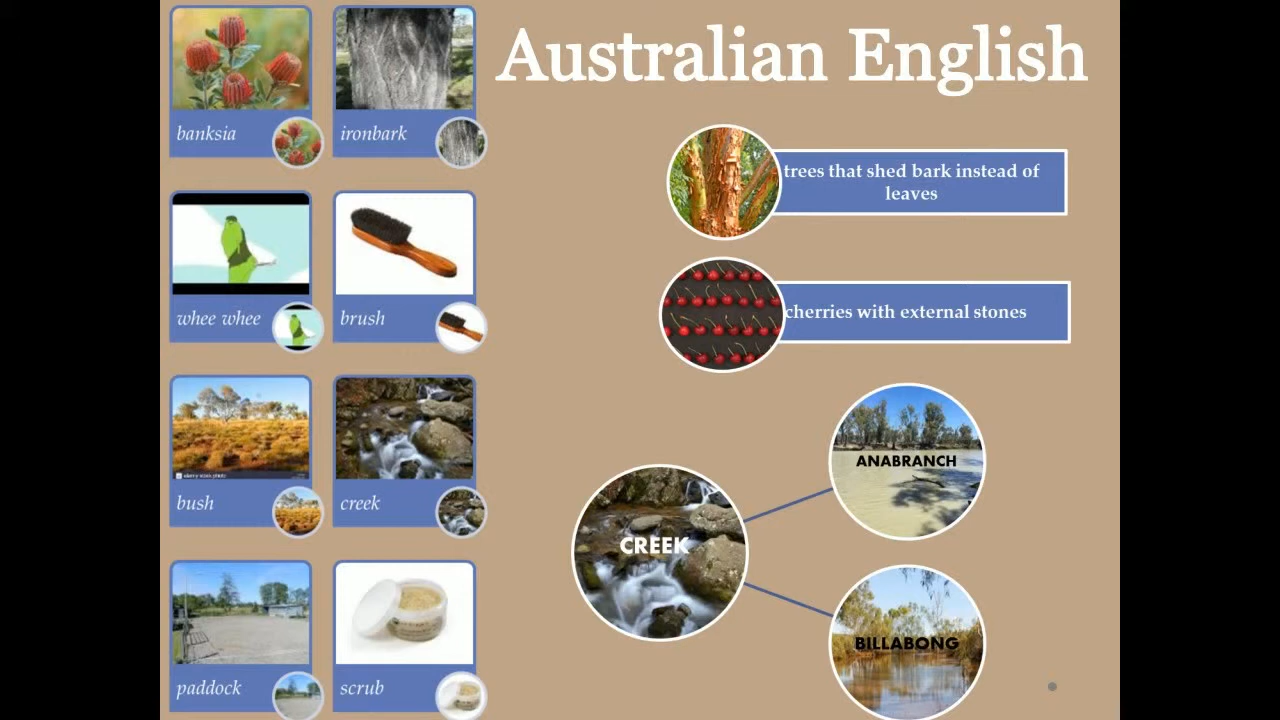 Australian English
banksia
ironbark
whee whee
brush
bush
creek
paddock
scrub
trees that shed bark instead of
leaves
cherries with external stones
CREEK
ANABRANCH
BILLABONG